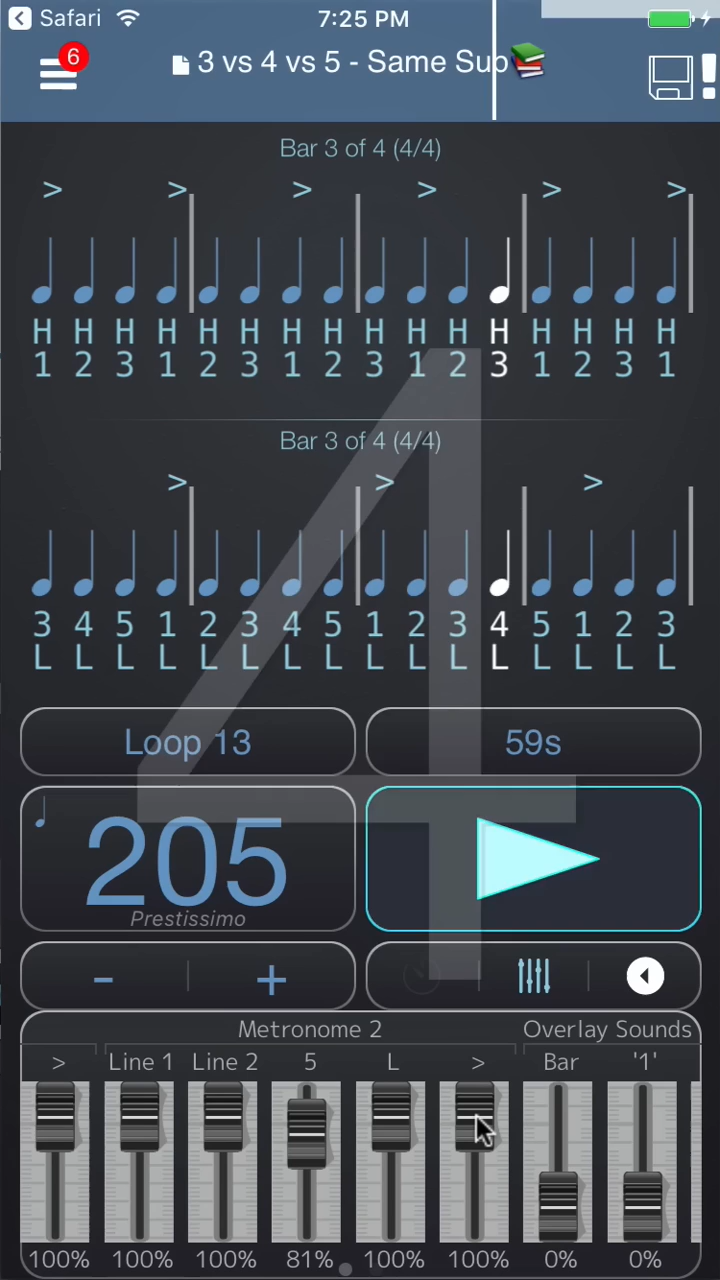 Safari 7:25 PM
6
3 vs 4 vs 5 - Same Sub
Bar 3 of 4 (4/4)
> > > > > >
H H H H H H H H H H H H H H H H
1 2 3 1 2 3 1 2 3 1 2 3 1 2 3 1
Bar 3 of 4 (4/4)
> > >
3 4 5 1 2 3 4 5 1 2 3 4 5 1 2 3
L L L L L L L L L L L L L L L L
4
Loop 13 59s
205
Prestissimo
- +
Metronome 2 Overlay Sounds
> Line 1 Line 2 5 L > Bar '1'
100% 100% 100% 81% 100% 100% 0% 0%